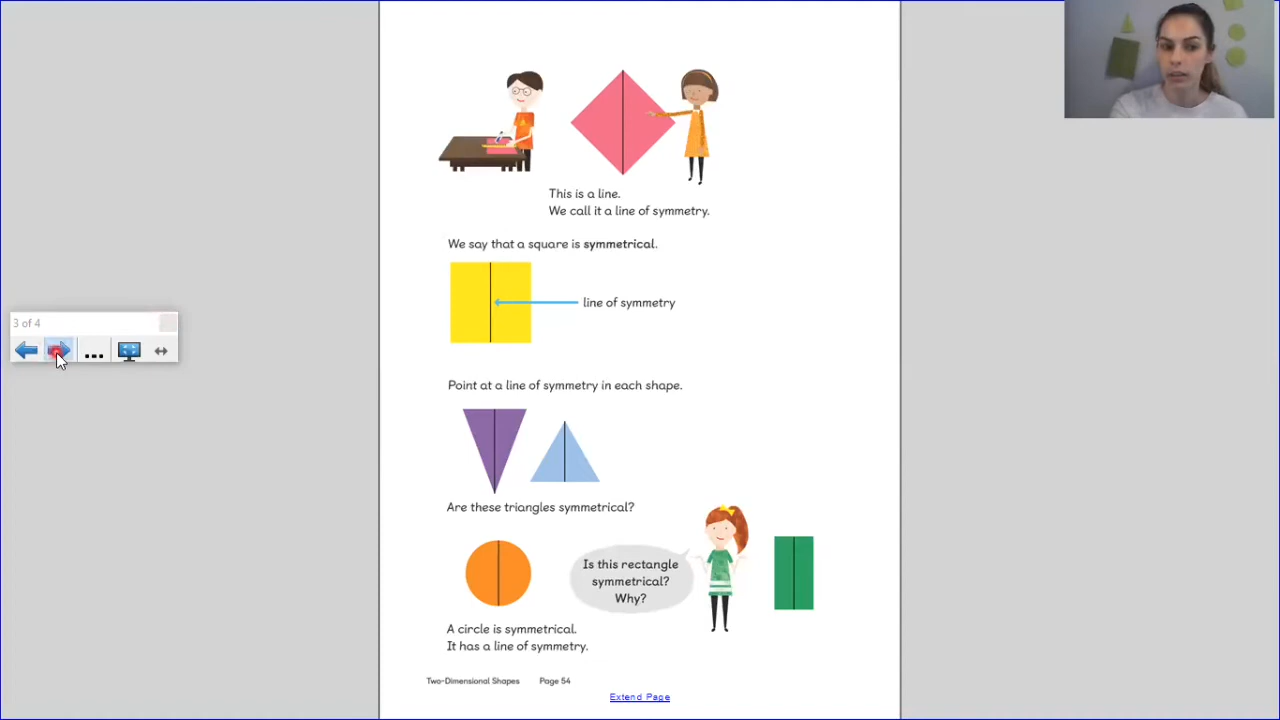 This is a line.
We call it a line of symmetry.
We say that a square is symmetrical.
line of symmetry
3 of 4
Point at a line of symmetry in each shape.
Are these triangles symmetrical?
Is this rectangle
symmetrical?
Why?
A circle is symmetrical.
It has a line of symmetry.
Two-Dimensional Shapes Page 54
Extend Page